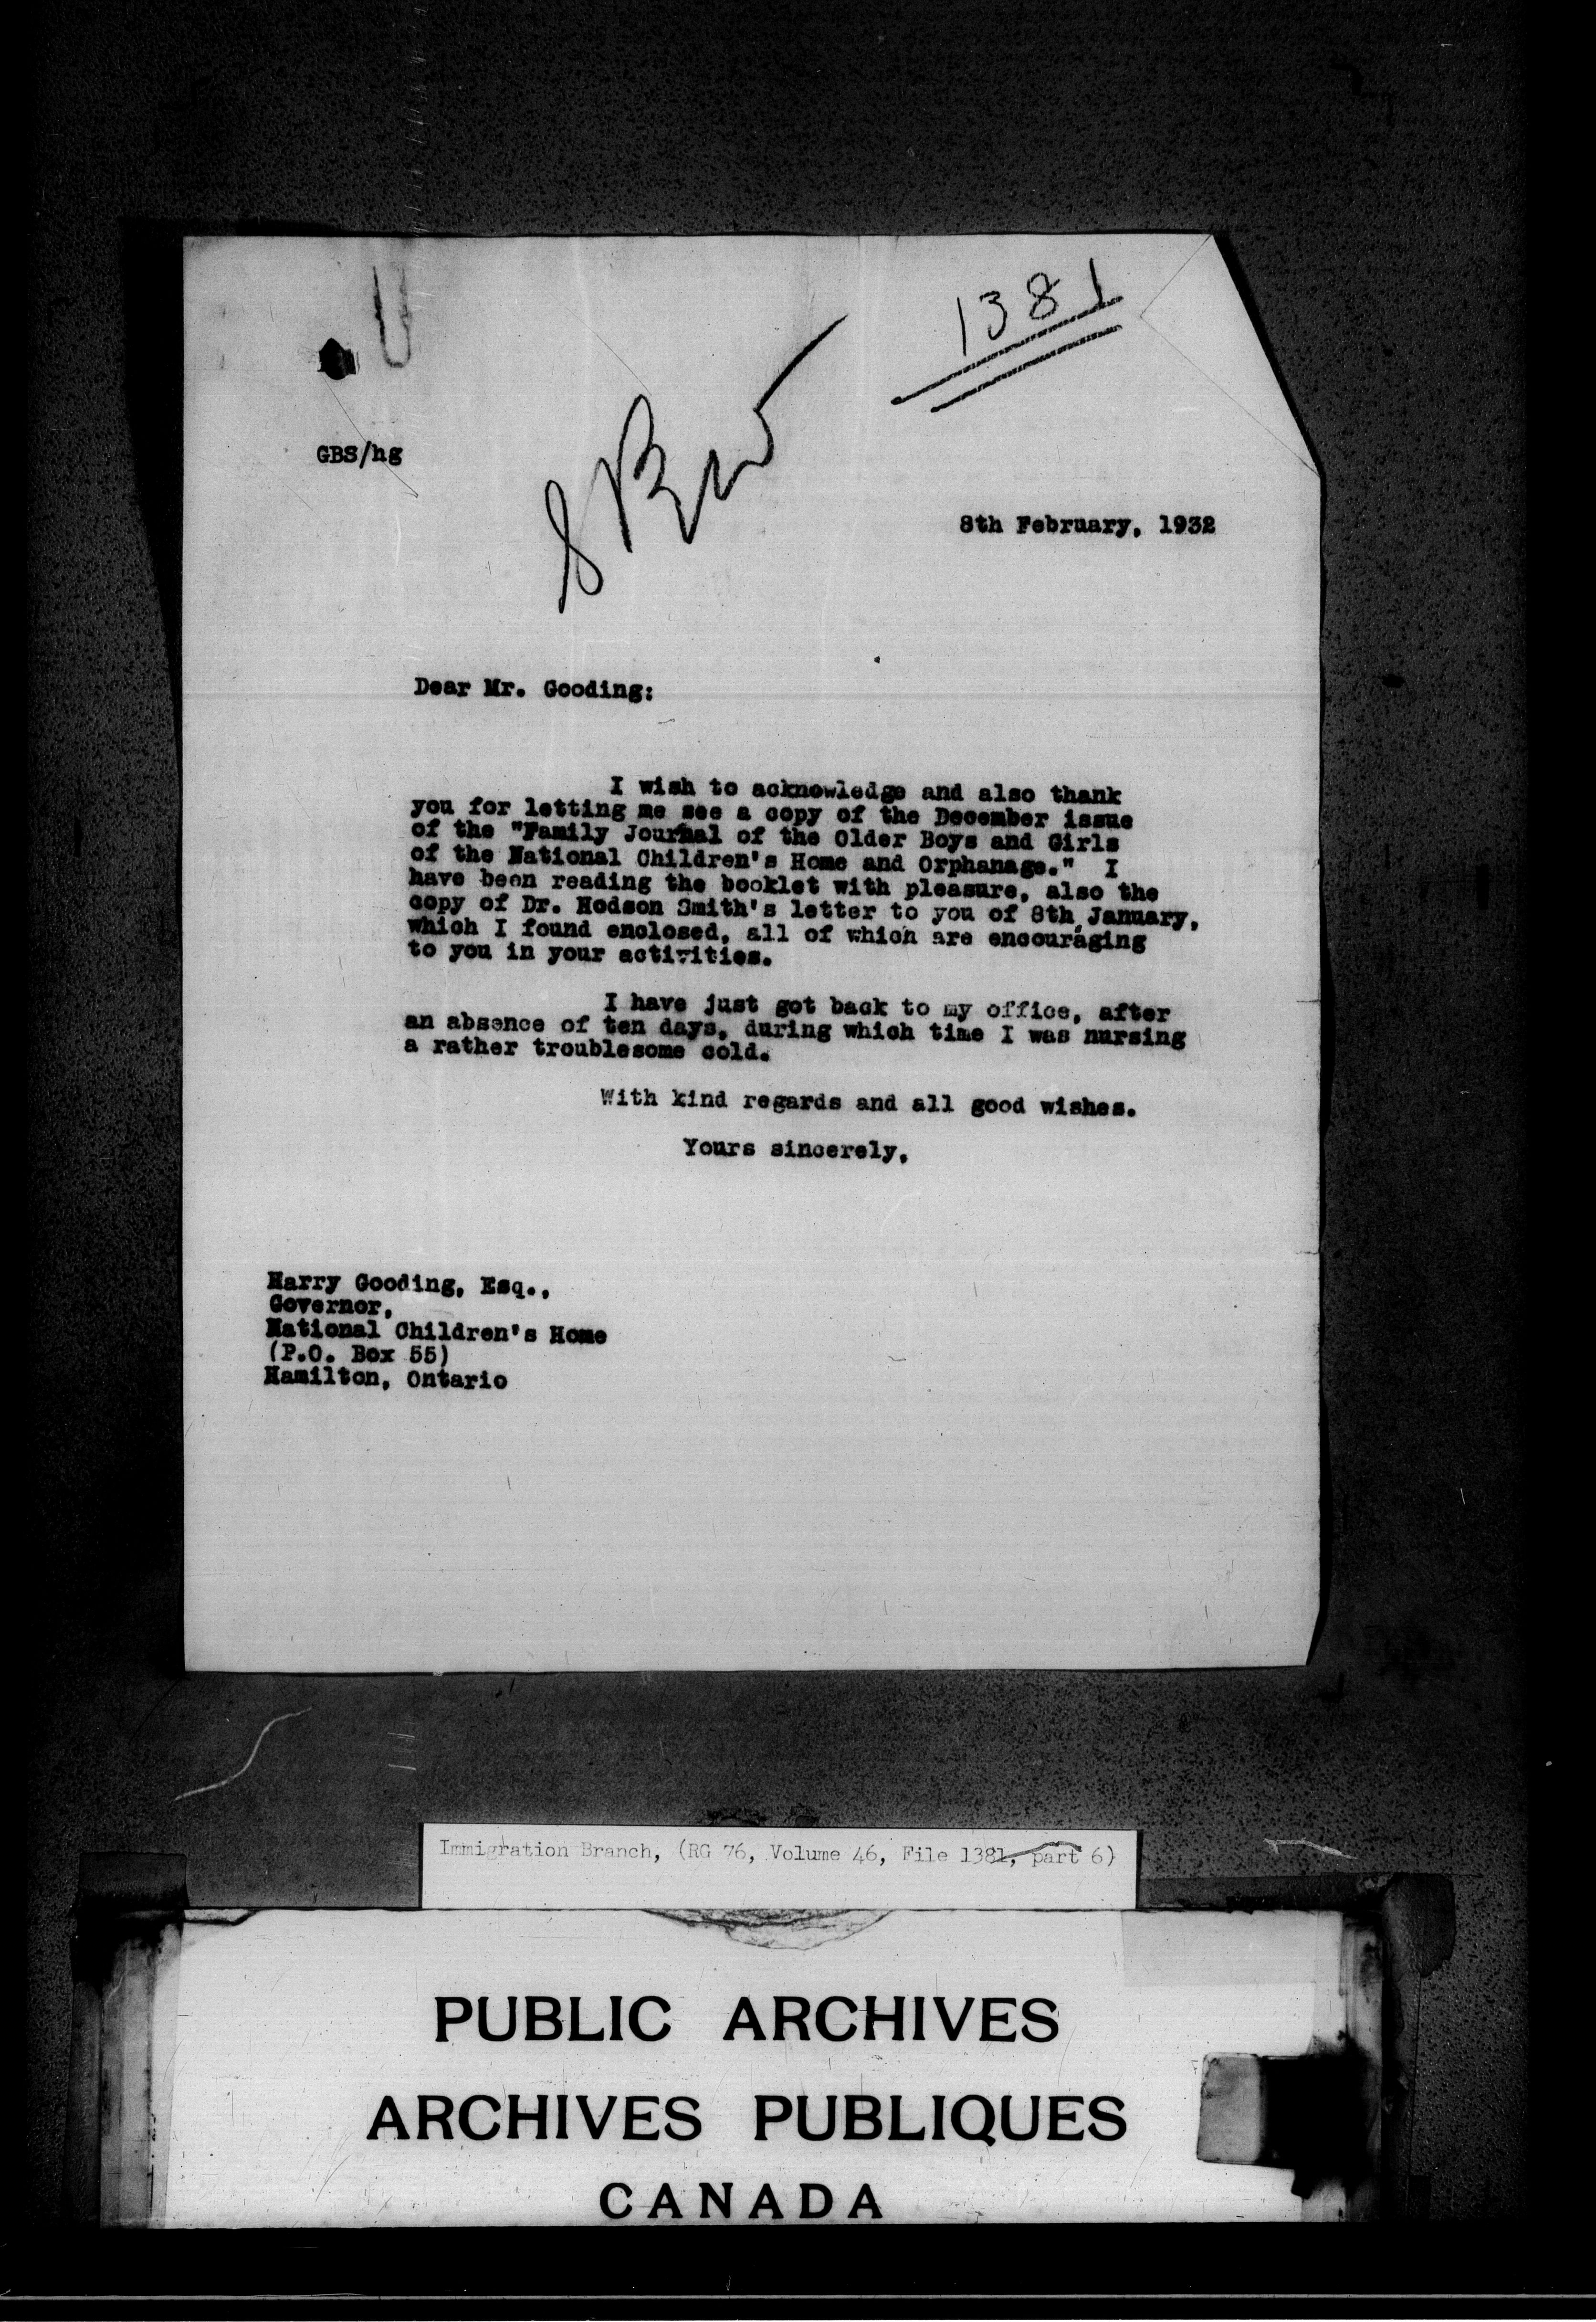 1381
GBS/hg
8th February, 1932
Dear Mr. Gooding:
I wish to acknowledge and also thank
you for letting me see a copy of the December issue
of the "Family Journal of the Older Boys and Girls
of the National Children's Home and Orphanage." I
have been reading the booklet with pleasure, also the
copy of Dr. Hodson Smith's letter to you of 8th January,
which I found enclosed, all of which are encouraging
to you in your activities.
I have just got back to my office, after
an absence of ten days, during which time I was nursing
a rather troublesome cold.
With kind regards and all good wishes.
Yours sincerely,
Harry Gooding, Esq.,
Governor,
National Children's Home
(P.O. Box 55)
Hamilton, Ontario
Immigration Branch, (RG 76, Volume 46, File 1381, part 6)
PUBLIC ARCHIVES
ARCHIVES PUBLIQUES
CANADA